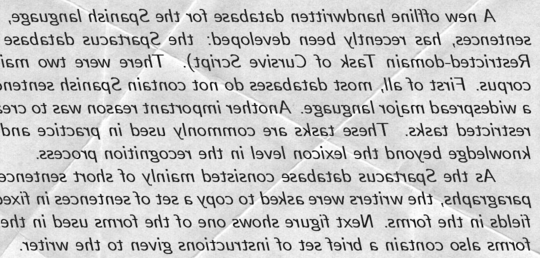 A new offline handwritten database for the Spanish language,
sentences, has recently been developed: the Spartacus database
Restricted-domain Task of Cursive Script). There were two
corpus. First of all, most databases do not contain Spanish
a widespread major language. Another important reason was to
restricted tasks. These tasks are commonly used in practice and
knowledge beyond the lexicon level in the recognition process.
As the Spartacus database consisted mainly of short
paragraphs, the writers were asked to copy a set of sentences in
fields in the forms. Next figure shows one of the forms used in the
forms also contain a brief set of instructions given to the writer.